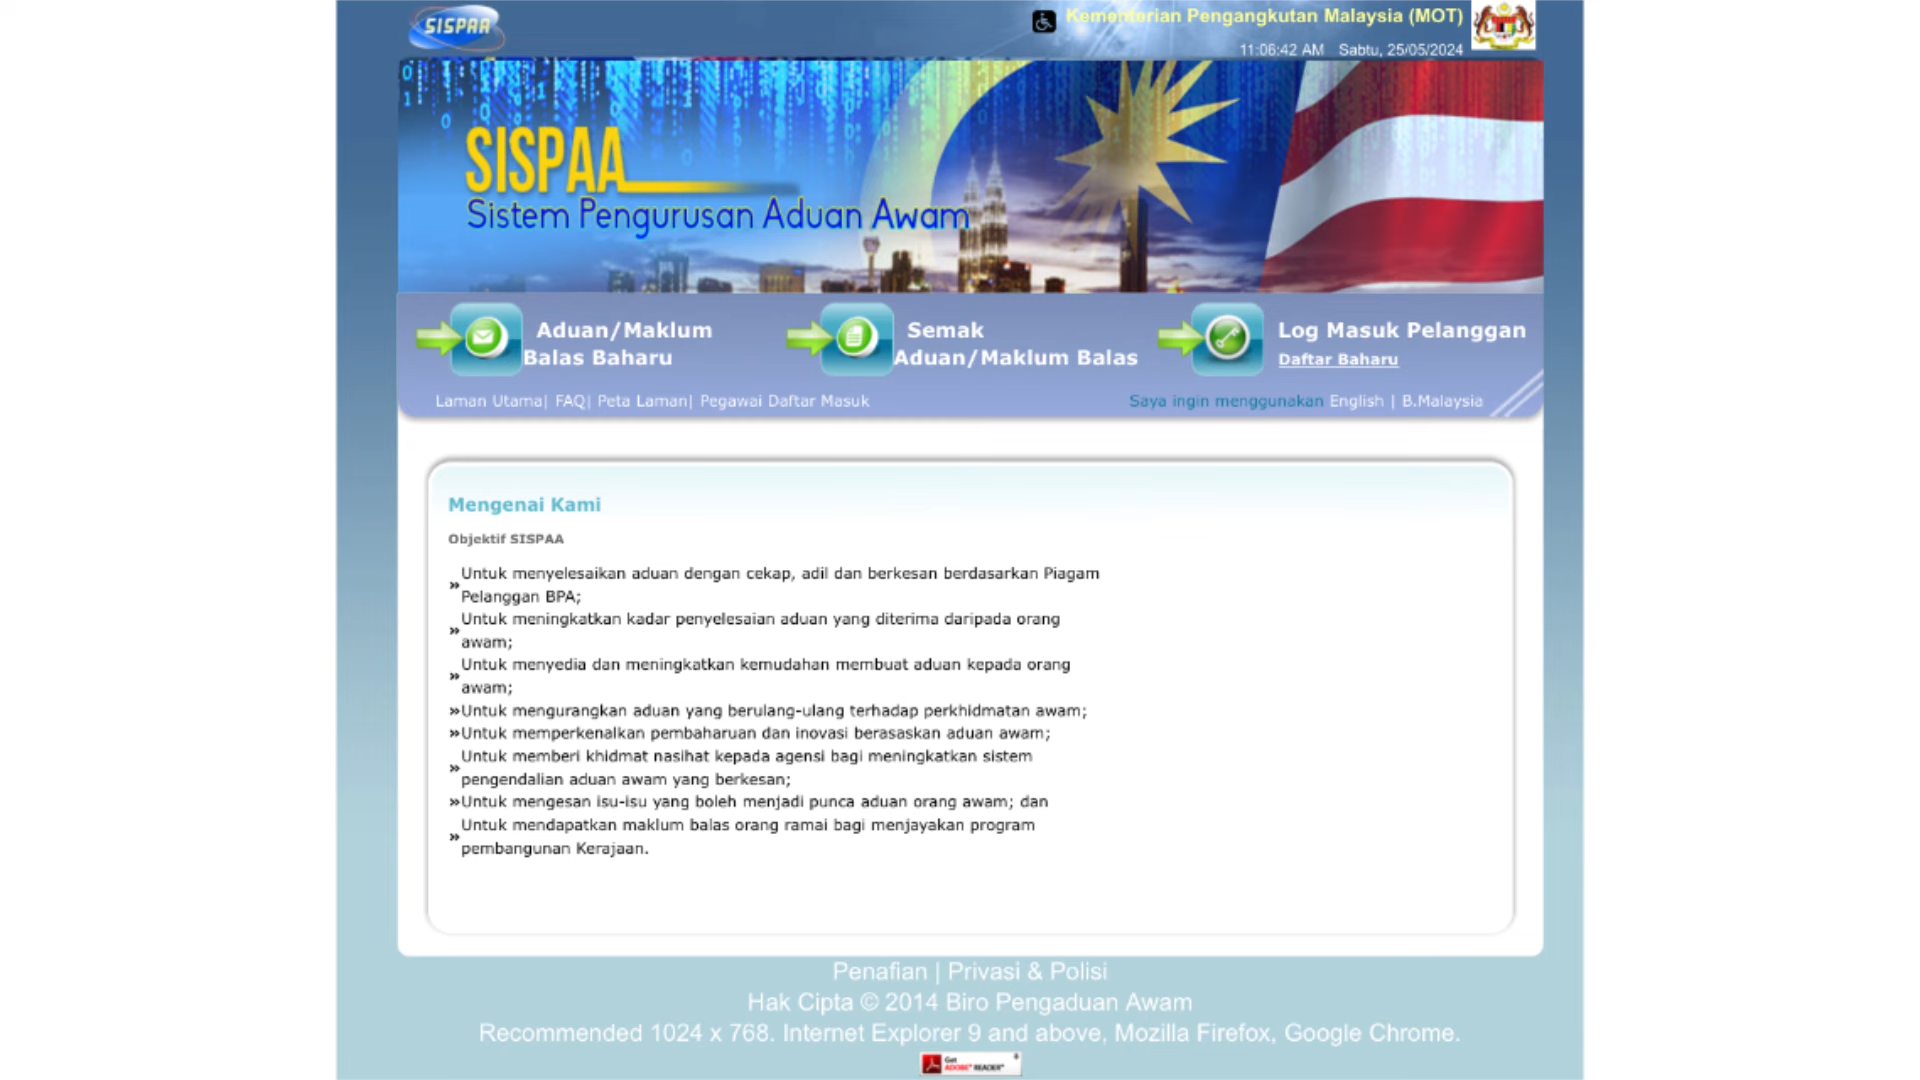 SISPAA
Kementerian Pengangkutan Malaysia (MOT)
11:06:42 AM Sabtu, 25/05/2024
SISPAA
Sistem Pengurusan Aduan Awam
Aduan/Maklum
Balas Baharu
Semak
Aduan/Maklum Balas
Log Masuk Pelanggan
Daftar Baharu
Laman Utama| FAQ| Peta Laman| Pegawai Daftar Masuk
Saya ingin menggunakan English | B.Malaysia
Mengenai Kami
Objektif SISPAA
» Untuk menyelesaikan aduan dengan cekap, adil dan berkesan berdasarkan Piagam
Pelanggan BPA;
» Untuk meningkatkan kadar penyelesaian aduan yang diterima daripada orang
awam;
» Untuk menyedia dan meningkatkan kemudahan membuat aduan kepada orang
awam;
» Untuk mengurangkan aduan yang berulang-ulang terhadap perkhidmatan awam;
» Untuk memperkenalkan pembaharuan dan inovasi berasaskan aduan awam;
» Untuk memberi khidmat nasihat kepada agensi bagi meningkatkan sistem
pengendalian aduan awam yang berkesan;
» Untuk mengesan isu-isu yang boleh menjadi punca aduan orang awam; dan
» Untuk mendapatkan maklum balas orang ramai bagi menjayakan program
pembangunan Kerajaan.
Penafian | Privasi & Polisi
Hak Cipta © 2014 Biro Pengaduan Awam
Recommended 1024 x 768. Internet Explorer 9 and above, Mozilla Firefox, Google Chrome.
Get
ADOBE® READER®